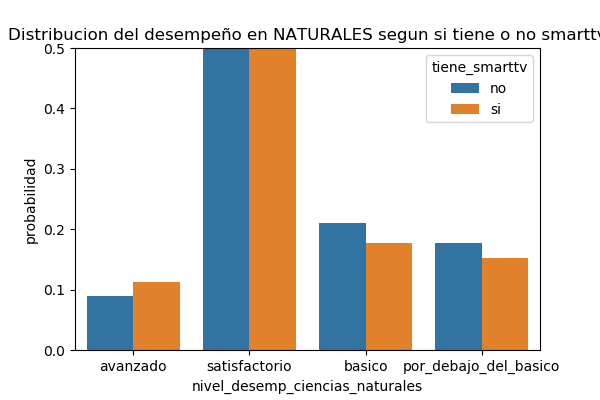 Distribucion del desempeño en NATURALES segun si tiene o no smarttv
tiene_smarttv
no
si
probabilidad
0.5
0.4
0.3
0.2
0.1
0.0
avanzado
satisfactorio
basico
por_debajo_del_basico
nivel_desemp_ciencias_naturales